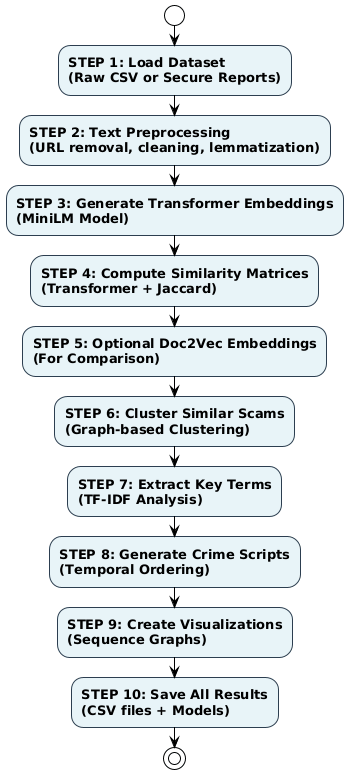 STEP 1: Load Dataset
(Raw CSV or Secure Reports)
STEP 2: Text Preprocessing
(URL removal, cleaning, lemmatization)
STEP 3: Generate Transformer Embeddings
(MiniLM Model)
STEP 4: Compute Similarity Matrices
(Transformer + Jaccard)
STEP 5: Optional Doc2Vec Embeddings
(For Comparison)
STEP 6: Cluster Similar Scams
(Graph-based Clustering)
STEP 7: Extract Key Terms
(TF-IDF Analysis)
STEP 8: Generate Crime Scripts
(Temporal Ordering)
STEP 9: Create Visualizations
(Sequence Graphs)
STEP 10: Save All Results
(CSV files + Models)